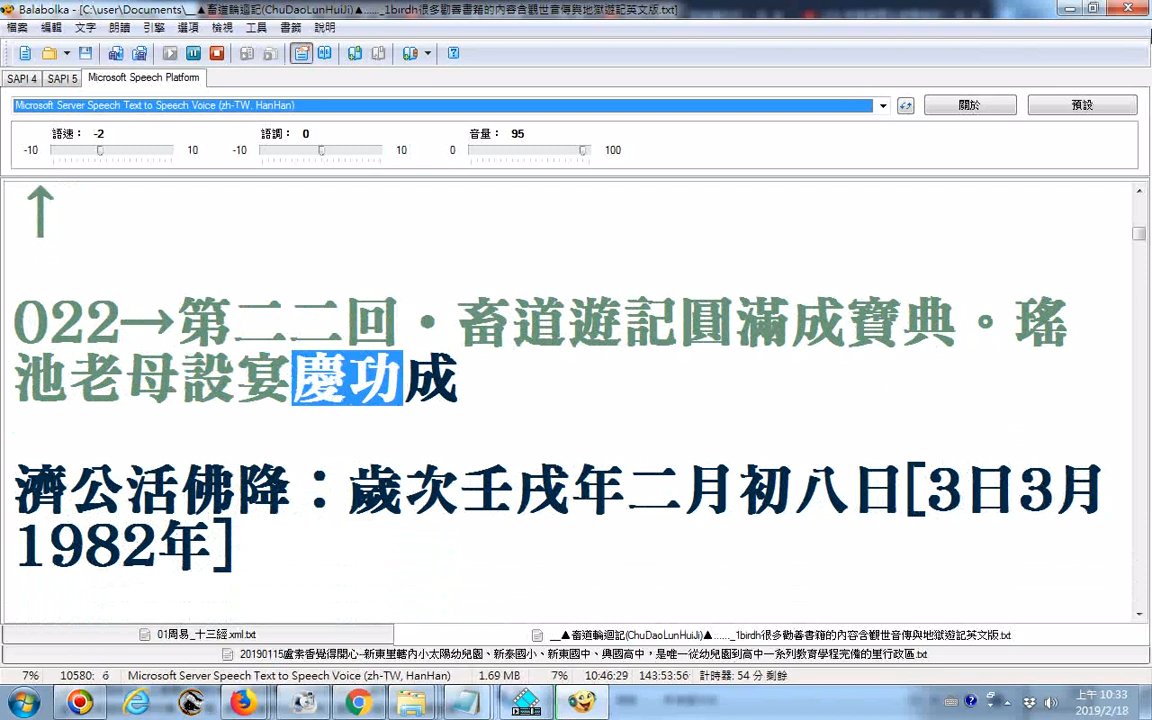 Balabolka - [C:\user\Documents\__▲畜道輪迴記(ChuDaoLunHuiJi)▲......_1birdh很多勸善書籍的內容含觀世音傳與地獄遊記英文版.txt]
檔案 編輯 文字 朗讀 引擎 選項 檢視 工具 書籤 說明
SAPI 4 SAPI 5 Microsoft Speech Platform
Microsoft Server Speech Text to Speech Voice (zh-TW, HanHan) 關於 預設
語速： -2 語調： 0 音量： 95
-10 10 -10 10 0 100
↑
022→第二二回·畜道遊記圓滿成寶典。瑤
池老母設宴慶功成
濟公活佛降：歲次壬戌年二月初八日[3日3月
1982年]
01周易_十三經.xml.txt __▲畜道輪迴記(ChuDaoLunHuiJi)▲......_1birdh很多勸善書籍的內容含觀世音傳與地獄遊記英文版.txt
20190115盧素香覺得開心--新東里轄內小太陽幼兒園、新泰國小、新東國中、興國高中，是唯一從幼兒園到高中一系列教育學程完備的里行政區.txt
7% 10580: 6 Microsoft Server Speech Text to Speech Voice (zh-TW, HanHan) 1.69 MB 7% 10:46:29 143:53:56 計時器: 54 分 剩餘
上午 10:33
2019/2/18